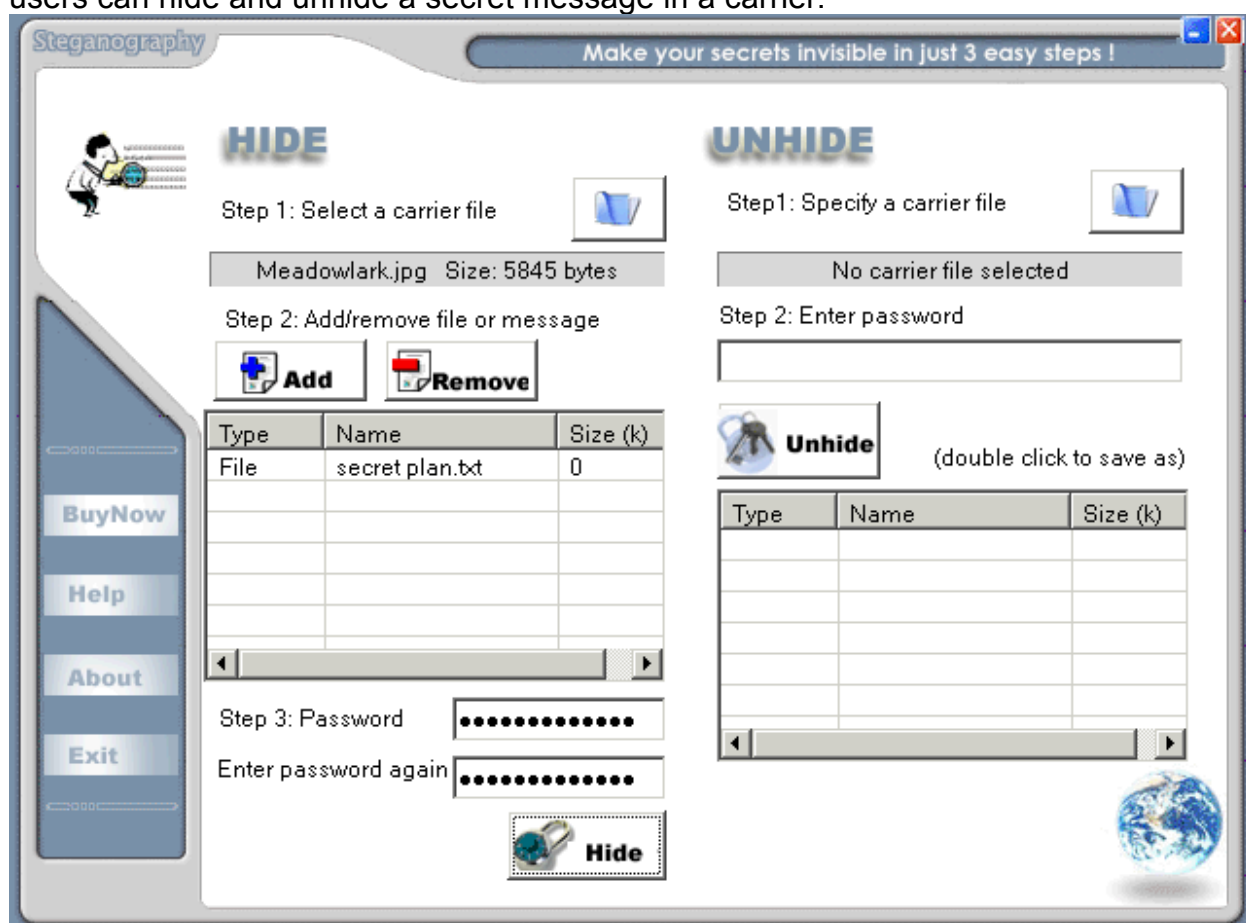 users can hide and unhide a secret message in a carrier.
Steganography
Make your secrets invisible in just 3 easy steps !
HIDE
Step 1: Select a carrier file
Meadowlark.jpg Size: 5845 bytes
Step 2: Add/remove file or message
Add Remove
Type Name Size (k)
File secret plan.txt 0
Step 3: Password
Enter password again
Hide
UNHIDE
Step1: Specify a carrier file
No carrier file selected
Step 2: Enter password
Unhide (double click to save as)
Type Name Size (k)
BuyNow
Help
About
Exit